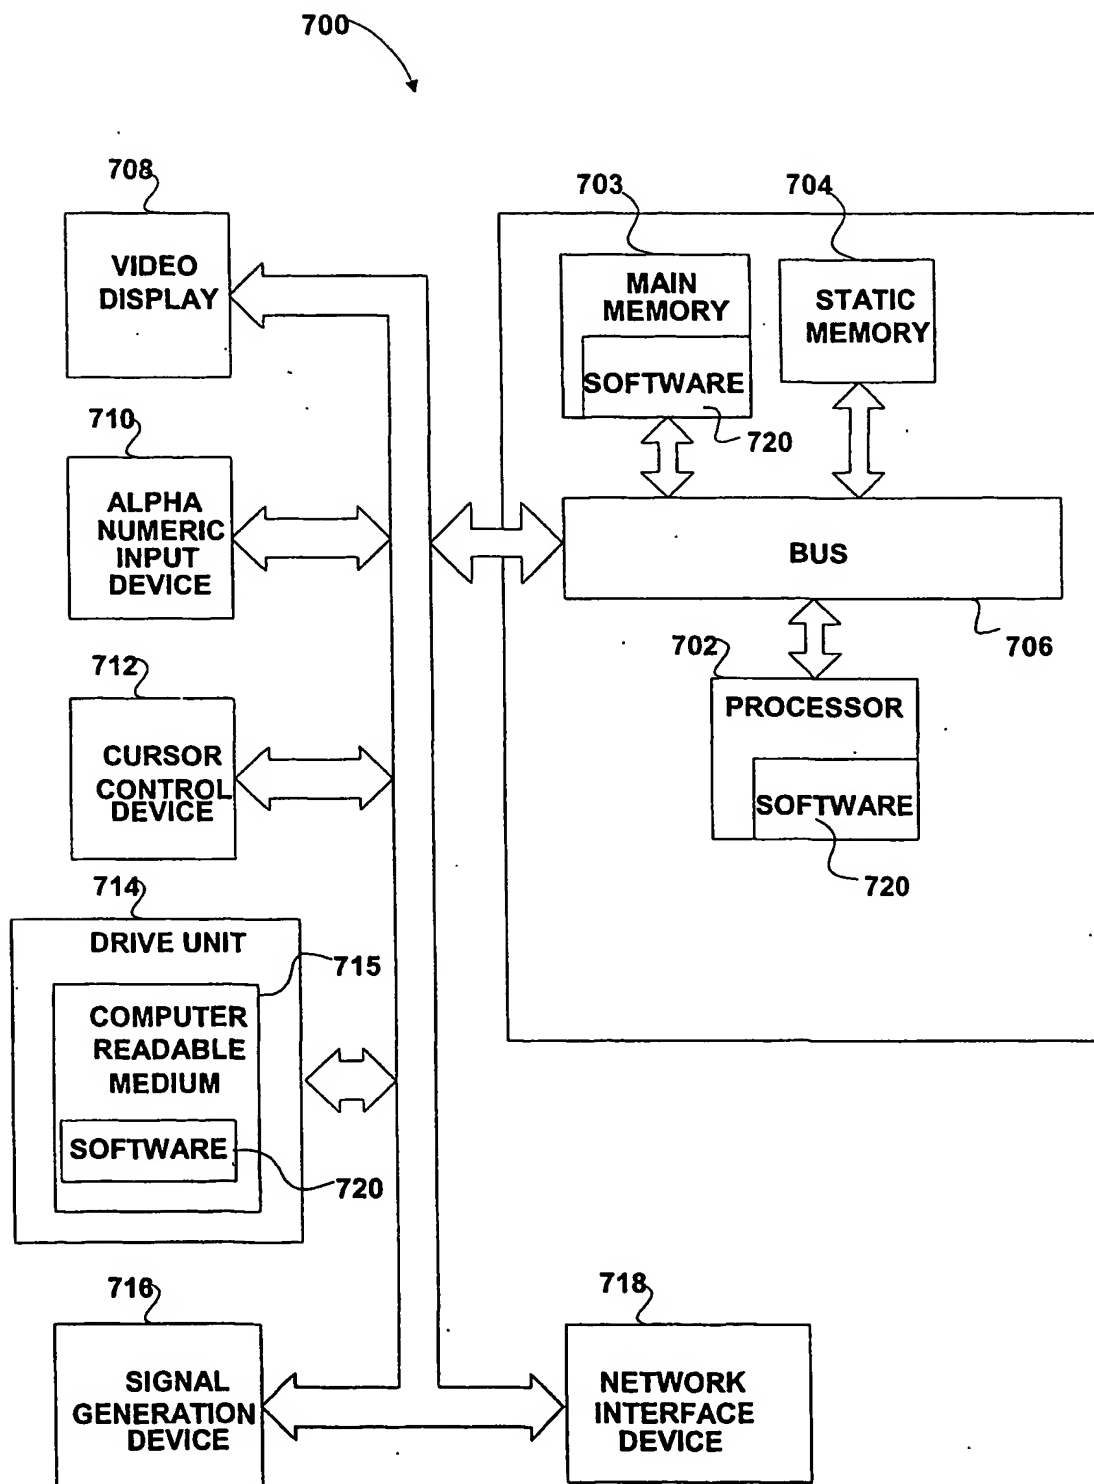 700
708
VIDEO
DISPLAY
703
MAIN
MEMORY
SOFTWARE
720
704
STATIC
MEMORY
710
ALPHA
NUMERIC
INPUT
DEVICE
BUS
706
702
PROCESSOR
SOFTWARE
720
712
CURSOR
CONTROL
DEVICE
714
DRIVE UNIT
715
COMPUTER
READABLE
MEDIUM
SOFTWARE
720
716
SIGNAL
GENERATION
DEVICE
718
NETWORK
INTERFACE
DEVICE